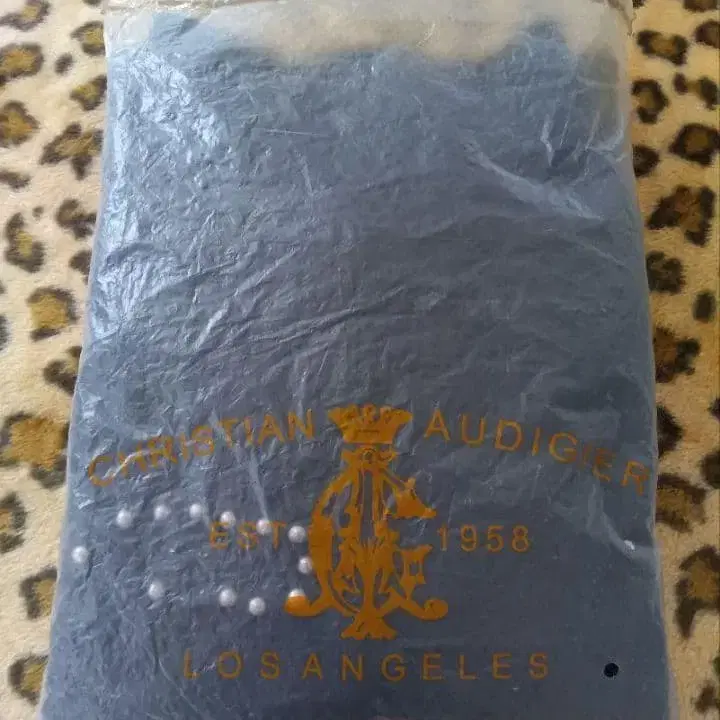 CHRISTIAN AUDIGIER
EST 1958
LOS ANGELES